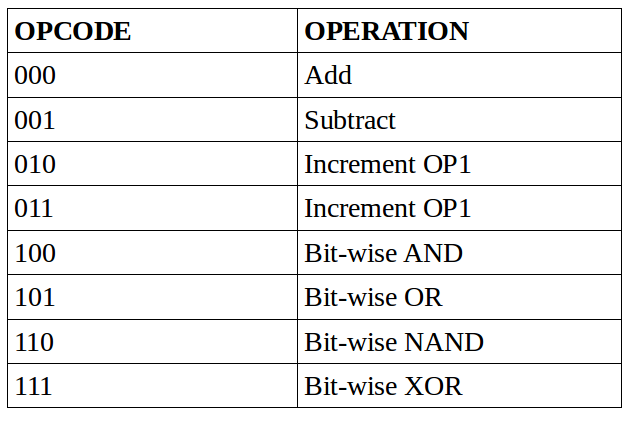 OPCODE OPERATION
000 Add
001 Subtract
010 Increment OP1
011 Increment OP1
100 Bit-wise AND
101 Bit-wise OR
110 Bit-wise NAND
111 Bit-wise XOR